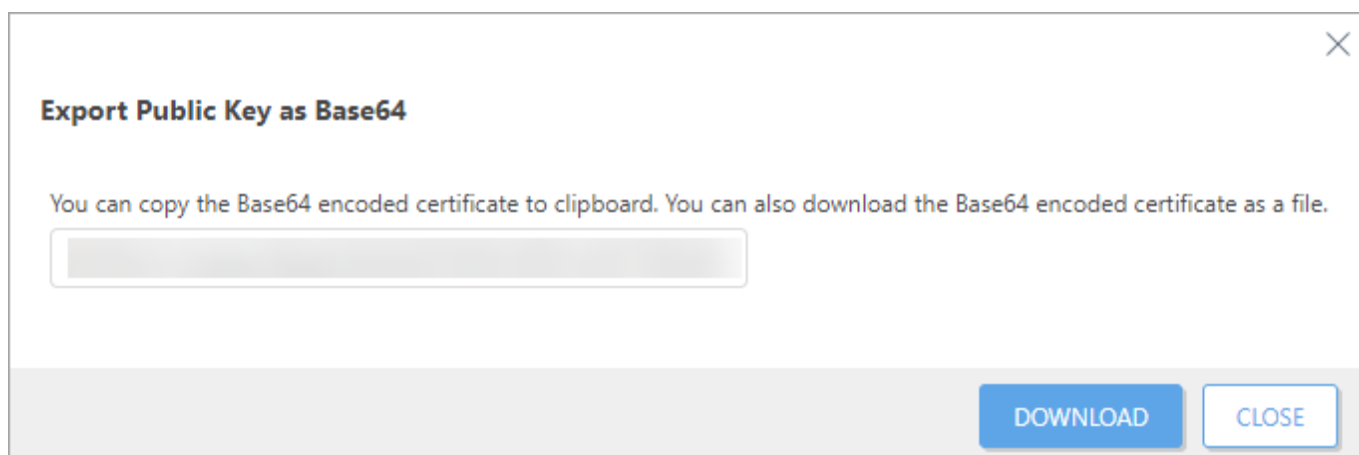 Export Public Key as Base64
You can copy the Base64 encoded certificate to clipboard. You can also download the Base64 encoded certificate as a file.
DOWNLOAD
CLOSE